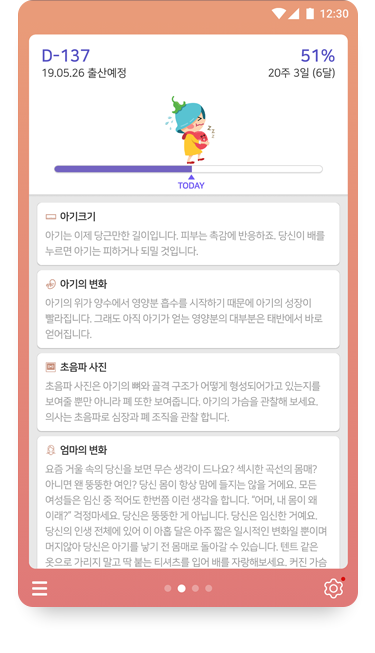 12:30
D-137
51%
19.05.26 출산예정
20주 3일 (6달)
TODAY
아기크기
아기는 이제 당근만한 길이입니다. 피부는 촉감에 반응하죠. 당신이 배를
누르면 아기는 피하거나 되밀 것입니다.
아기의 변화
아기의 위가 양수에서 영양분 흡수를 시작하기 때문에 아기의 성장이
빨라집니다. 그래도 아직 아기가 얻는 영양분의 대부분은 태반에서 바로
얻어집니다.
초음파 사진
초음파 사진은 아기의 뼈와 골격 구조가 어떻게 형성되어가고 있는지를
보여줄 뿐만 아니라 폐 또한 보여줍니다. 아기의 가슴을 관찰해 보세요.
의사는 초음파로 심장과 폐 조직을 관찰 합니다.
엄마의 변화
요즘 거울 속의 당신을 보면 무슨 생각이 드나요? 섹시한 곡선의 몸매?
아니면 왠 뚱뚱한 여인? 당신 몸이 항상 맘에 들지는 않을 거에요. 모든
여성들은 임신 중 적어도 한번쯤 이런 생각을 합니다. "어머, 내 몸이 왜
이래?" 걱정마세요. 당신은 뚱뚱한 게 아닙니다. 당신은 임신한 거예요.
당신의 인생 전체에 있어 이 아홉 달은 아주 짧은 일시적인 변화일 뿐이며
머지않아 당신은 아기를 낳기 전 몸매로 돌아갈 수 있습니다. 텐트 같은
옷으로 가리지 말고 딱 붙는 티셔츠를 입어 배를 자랑해보세요. 커진 가슴